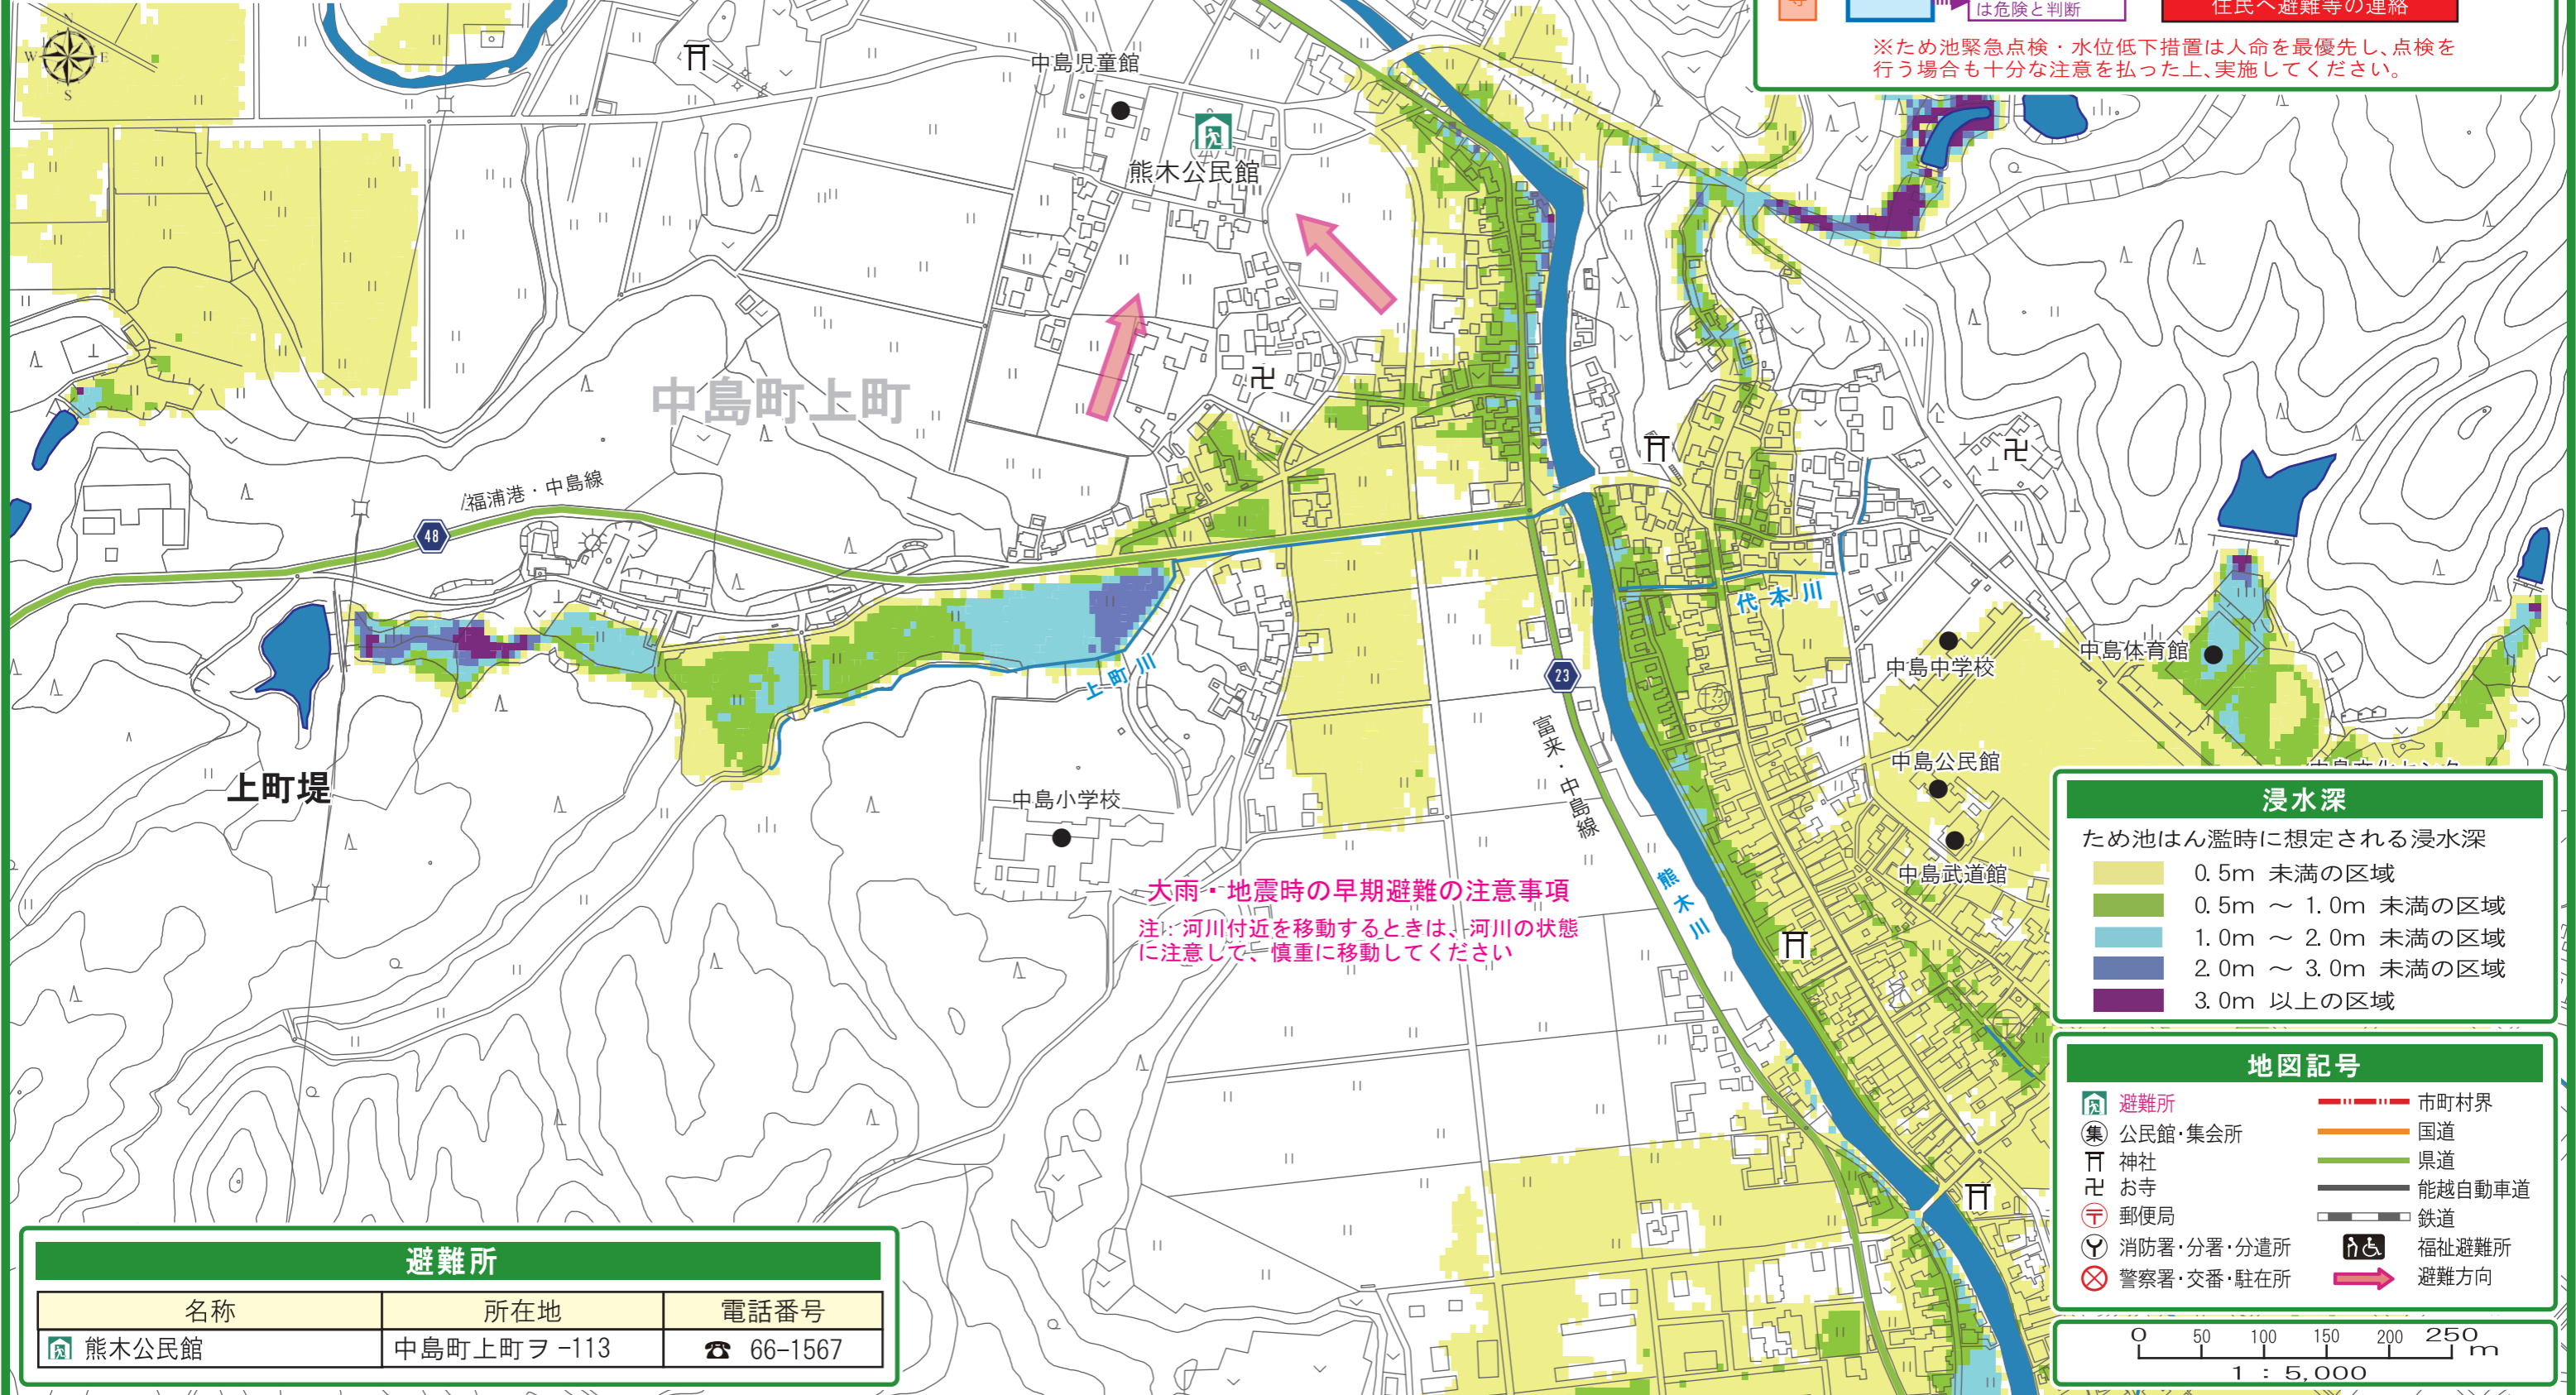 は危険と判断
住民へ避難等の連絡
※ため池緊急点検・水位低下措置は人命を最優先し、点検を
行う場合も十分な注意を払った上、実施してください。
N
W
E
S
中島児童館
熊木公民館
中島町上町
福浦港・中島線
48
上町川
代本川
中島中学校
中島体育館
23
富来・中島線
上町堤
中島小学校
中島公民館
中島武道館
熊木川
大雨・地震時の早期避難の注意事項
注：河川付近を移動するときは、河川の状態
に注意して、慎重に移動してください
浸水深
ため池はん濫時に想定される浸水深
0.5m 未満の区域
0.5m ～ 1.0m 未満の区域
1.0m ～ 2.0m 未満の区域
2.0m ～ 3.0m 未満の区域
3.0m 以上の区域
地図記号
避難所
市町村界
集 公民館・集会所
国道
神社
県道
お寺
能越自動車道
郵便局
鉄道
消防署・分署・分遣所
福祉避難所
警察署・交番・駐在所
避難方向
0 50 100 150 200 250 m
1 : 5,000
避難所
名称 所在地 電話番号
熊木公民館 中島町上町ヲ-113 ☎ 66-1567